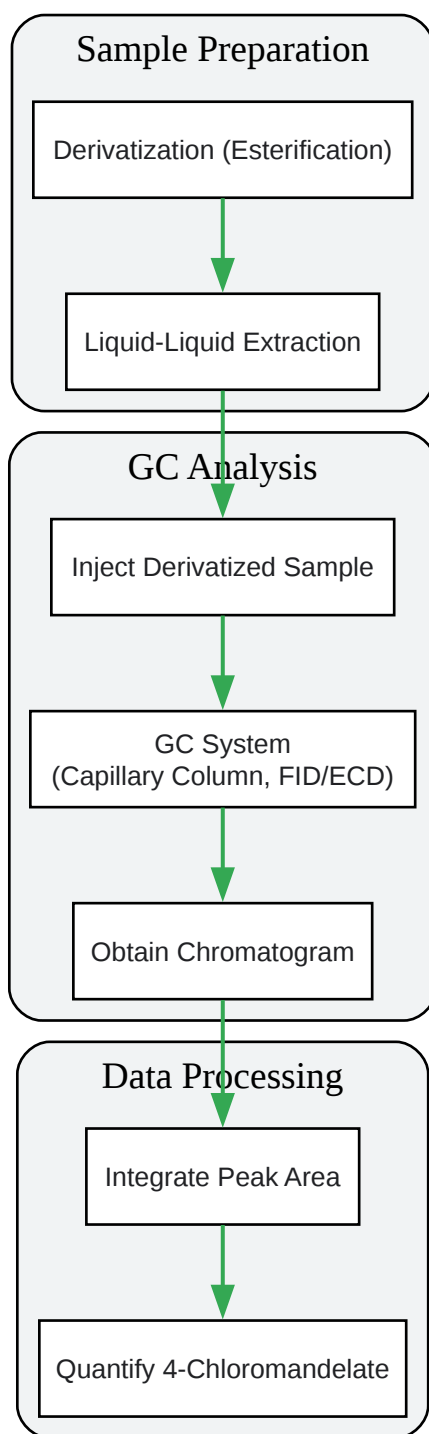 Sample Preparation
Derivatization (Esterification)
Liquid-Liquid Extraction
GC Analysis
Inject Derivatized Sample
GC System
(Capillary Column, FID/ECD)
Obtain Chromatogram
Data Processing
Integrate Peak Area
Quantify 4-Chloromandelate